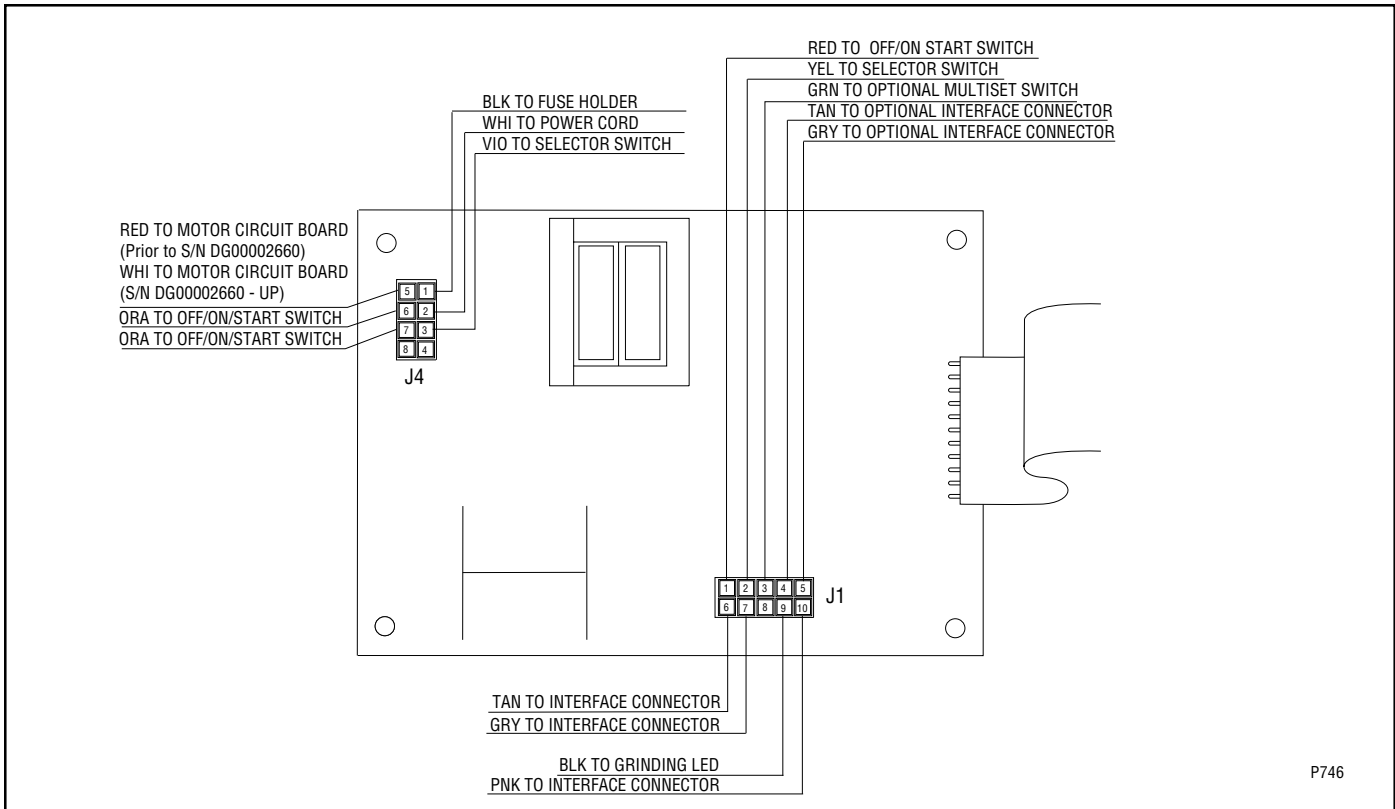 RED TO OFF/ON START SWITCH
YEL TO SELECTOR SWITCH
GRN TO OPTIONAL MULTISET SWITCH
TAN TO OPTIONAL INTERFACE CONNECTOR
GRY TO OPTIONAL INTERFACE CONNECTOR
BLK TO FUSE HOLDER
WHI TO POWER CORD
VIO TO SELECTOR SWITCH
RED TO MOTOR CIRCUIT BOARD
(Prior to S/N DG00002660)
WHI TO MOTOR CIRCUIT BOARD
(S/N DG00002660 - UP)
ORA TO OFF/ON/START SWITCH
ORA TO OFF/ON/START SWITCH
5 1
6 2
7 3
8 4
J4
1 2 3 4 5
6 7 8 9 10
J1
TAN TO INTERFACE CONNECTOR
GRY TO INTERFACE CONNECTOR
BLK TO GRINDING LED
PNK TO INTERFACE CONNECTOR
P746